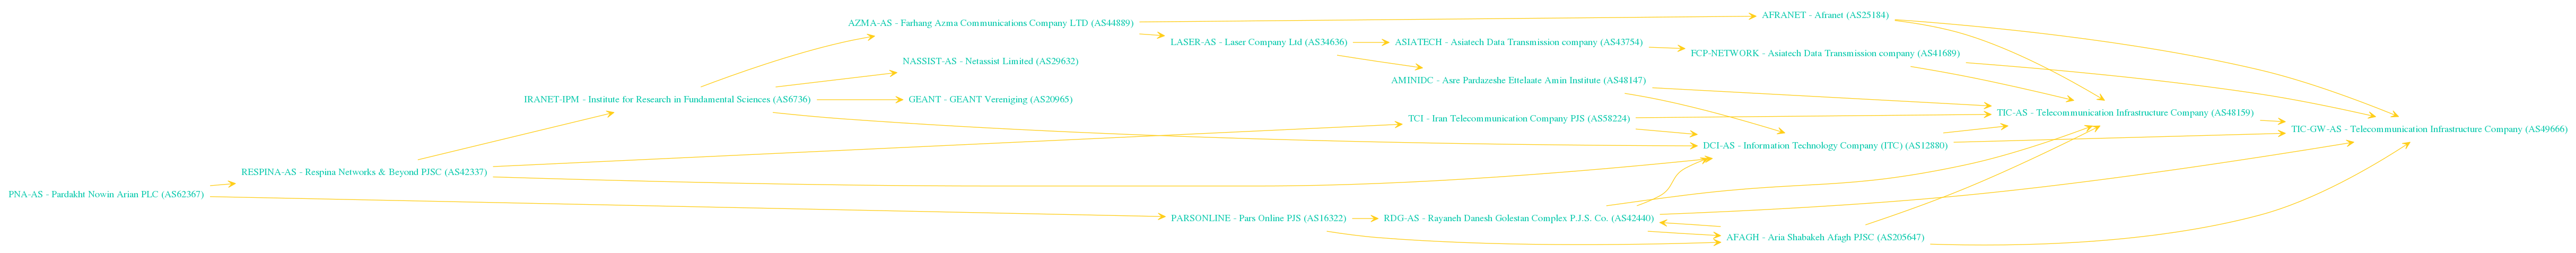 AFRANET - Afranet (AS25184)
AZMA-AS - Farhang Azma Communications Company LTD (AS44889)
LASER-AS - Laser Company Ltd (AS34636)
ASIATECH - Asiatech Data Transmission company (AS43754)
FCP-NETWORK - Asiatech Data Transmission company (AS41689)
NASSIST-AS - Netassist Limited (AS29632)
AMINIDC - Asre Pardazeshe Ettelaate Amin Institute (AS48147)
IRANET-IPM - Institute for Research in Fundamental Sciences (AS6736)
GEANT - GEANT Vereniging (AS20965)
TIC-AS - Telecommunication Infrastructure Company (AS48159)
TCI - Iran Telecommunication Company PJS (AS58224)
TIC-GW-AS - Telecommunication Infrastructure Company (AS49666)
DCI-AS - Information Technology Company (ITC) (AS12880)
RESPINA-AS - Respina Networks & Beyond PJSC (AS42337)
PNA-AS - Pardakht Nowin Arian PLC (AS62367)
PARSONLINE - Pars Online PJS (AS16322)
RDG-AS - Rayaneh Danesh Golestan Complex P.J.S. Co. (AS42440)
AFAGH - Aria Shabakeh Afagh PJSC (AS205647)